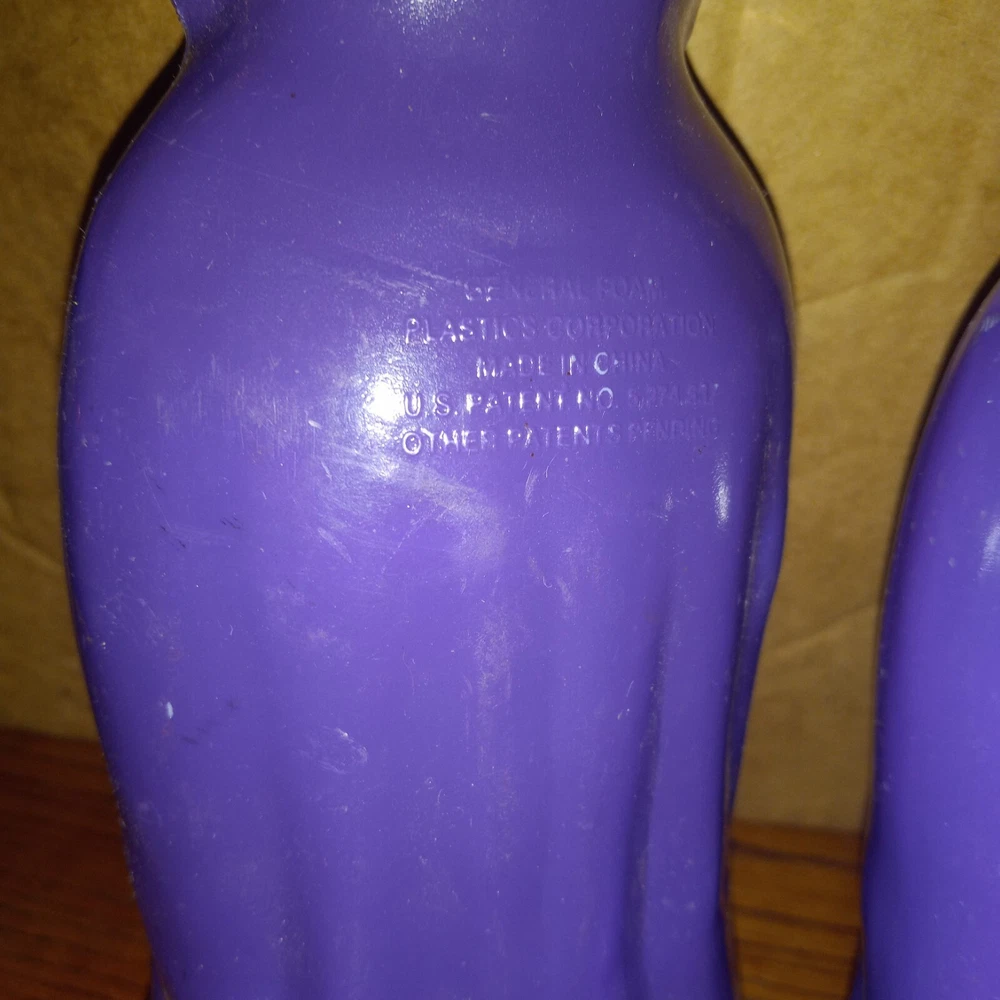 GENERAL FOAM
PLASTICS CORPORATION
MADE IN CHINA
U.S. PATENT NO.
OTHER PATENTS PENDING